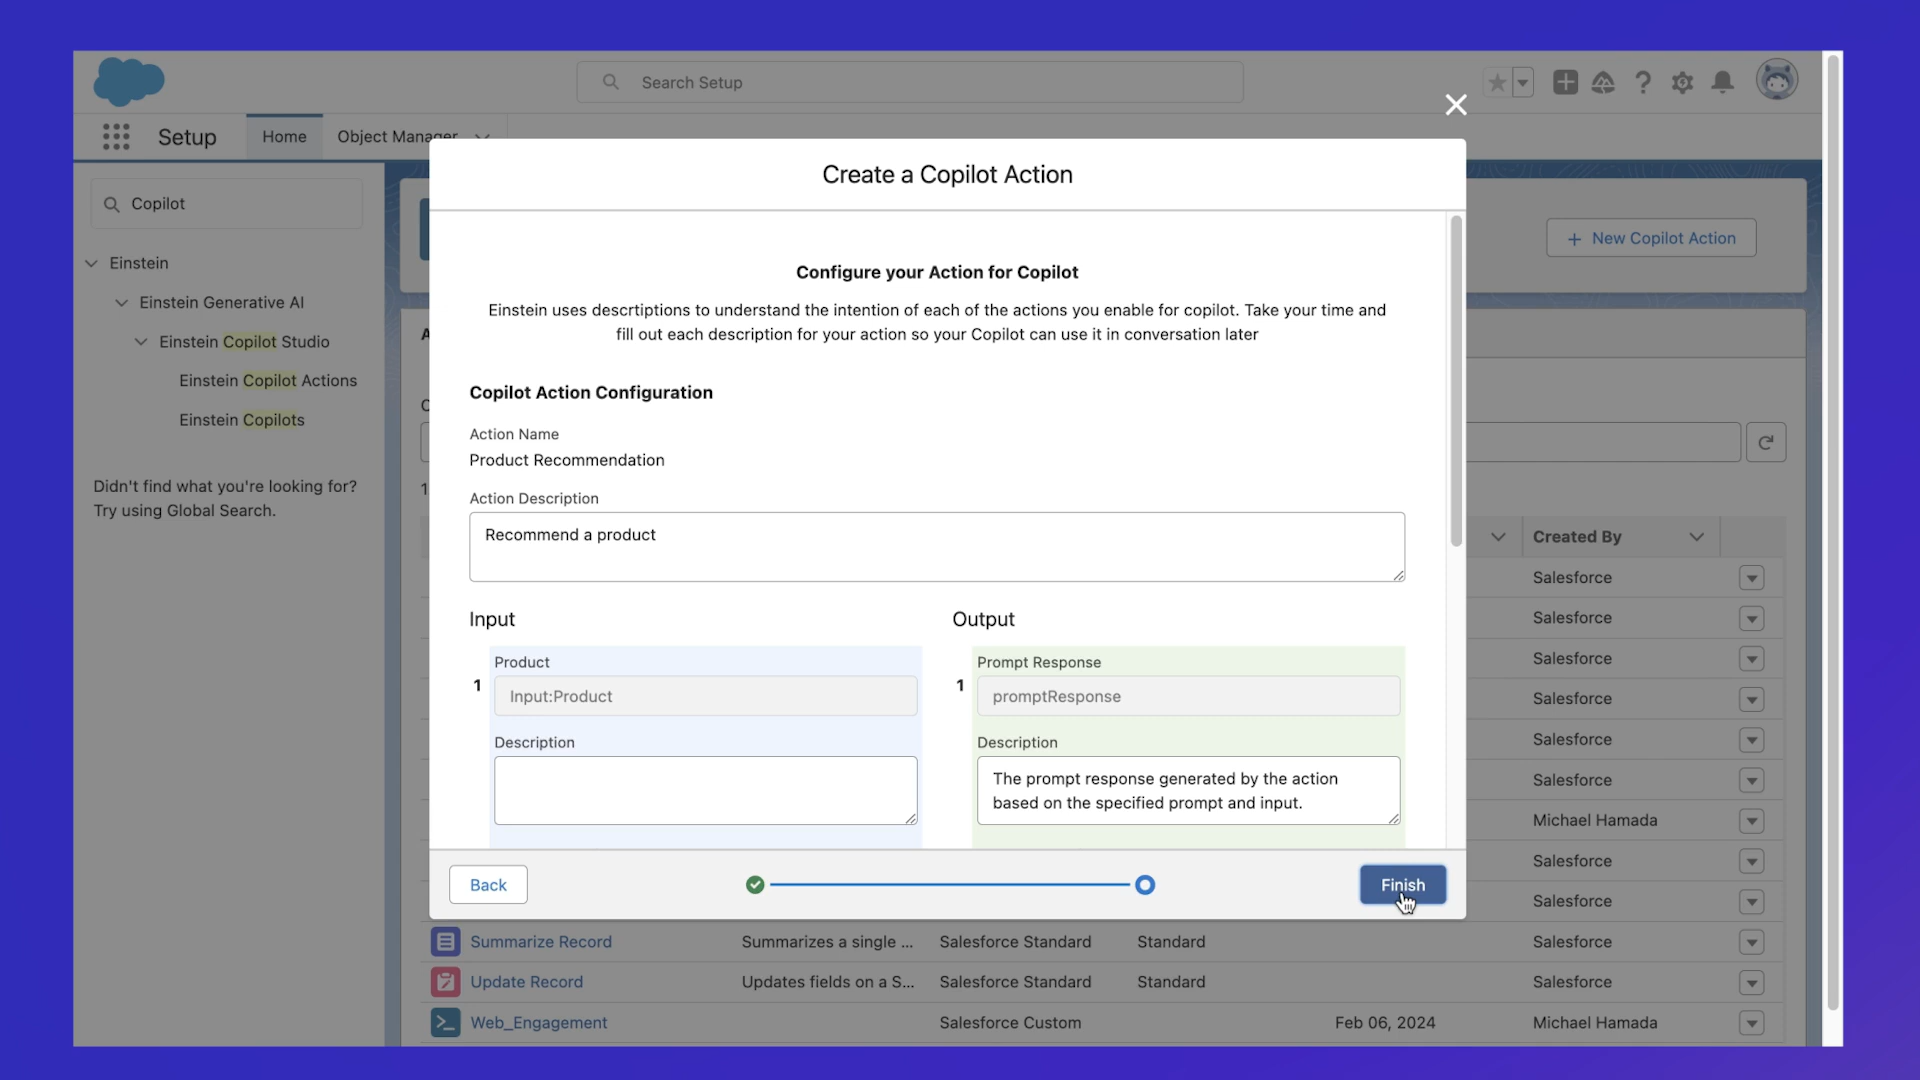 Search Setup
Setup
Home
Object Manager
Copilot
Einstein
Einstein Generative AI
Einstein Copilot Studio
Einstein Copilot Actions
Einstein Copilots
Didn't find what you're looking for?
Try using Global Search.
+ New Copilot Action
Create a Copilot Action
Configure your Action for Copilot
Einstein uses descrtiptions to understand the intention of each of the actions you enable for copilot. Take your time and
fill out each description for your action so your Copilot can use it in conversation later
Copilot Action Configuration
Action Name
Product Recommendation
Action Description
Recommend a product
Input
Output
1
Product
Input:Product
Description
1
Prompt Response
promptResponse
Description
The prompt response generated by the action
based on the specified prompt and input.
Back
Finish
Created By
Salesforce
Salesforce
Salesforce
Salesforce
Salesforce
Salesforce
Michael Hamada
Salesforce
Salesforce
Summarize Record Summarizes a single ... Salesforce Standard Standard Salesforce
Update Record Updates fields on a S... Salesforce Standard Standard Salesforce
Web_Engagement Salesforce Custom Feb 06, 2024 Michael Hamada